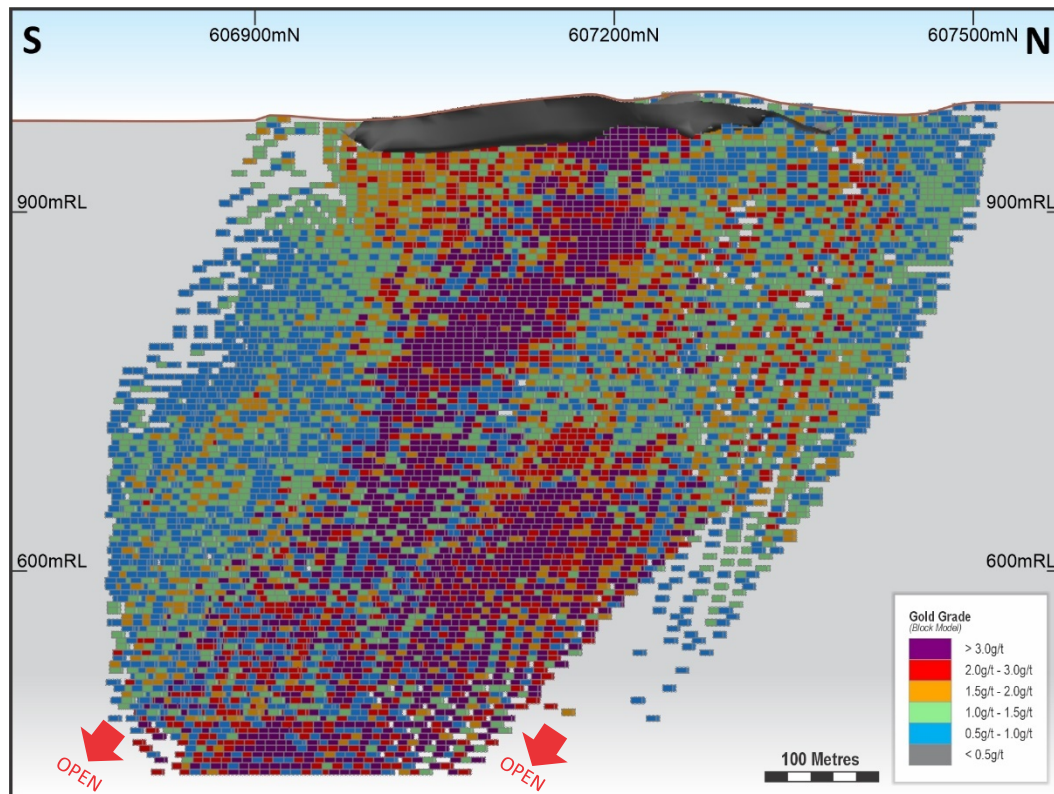 S
606900mN
607200mN
607500mN
N
900mRL
900mRL
600mRL
600mRL
Gold Grade
(Block Model)
> 3.0g/t
2.0g/t - 3.0g/t
1.5g/t - 2.0g/t
1.0g/t - 1.5g/t
0.5g/t - 1.0g/t
< 0.5g/t
OPEN
OPEN
100 Metres